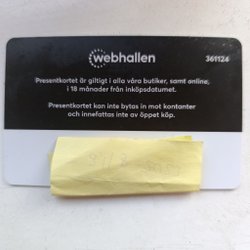 webhallen
361124
Presentkortet är giltigt i alla våra butiker, samt online,
i 18 månader från inköpsdatumet.
Presentkortet kan inte bytas in mot kontanter
och innefattas inte av öppet köp.